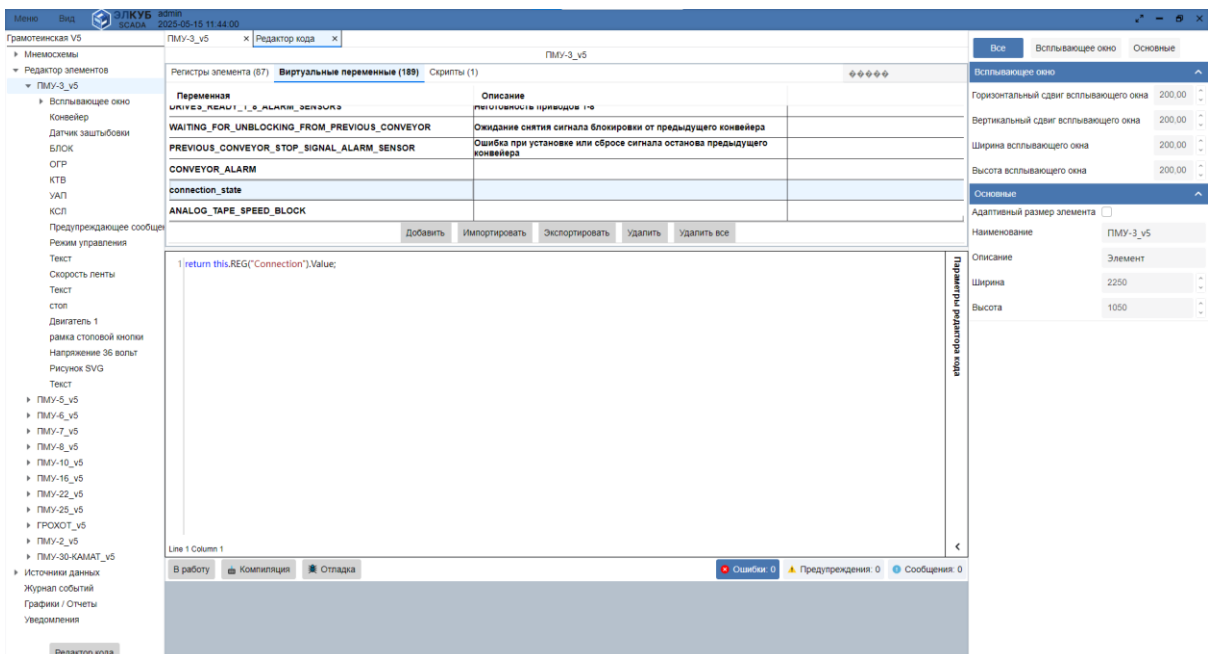 Меню Вид ЭЛКУБ SCADA admin
2025-05-15 11:44:00
Грамотеинская V5
Мнемосхемы
Редактор элементов
ПМУ-3_v5
Всплывающее окно
Конвейер
Датчик заштыбовки
БЛОК
ОГР
КТВ
УАП
КСЛ
Предупреждающее сообщен
Режим управления
Текст
Скорость ленты
Текст
стоп
Двигатель 1
рамка стоповой кнопки
Напряжение 36 вольт
Рисунок SVG
Текст
ПМУ-5_v5
ПМУ-6_v5
ПМУ-7_v5
ПМУ-8_v5
ПМУ-10_v5
ПМУ-16_v5
ПМУ-22_v5
ПМУ-25_v5
ГРОХОТ_v5
ПМУ-2_v5
ПМУ-30-КАМАТ_v5
Источники данных
Журнал событий
Графики / Отчеты
Уведомления
Редактор кода
ПМУ-3_v5 x Редактор кода x
ПМУ-3_v5
Регистры элемента (87) Виртуальные переменные (189) Скрипты (1) �����
Переменная Описание
DRIVES_READY_1_8_ALARM_SENSORS Неготовность приводов 1-8
WAITING_FOR_UNBLOCKING_FROM_PREVIOUS_CONVEYOR Ожидание снятия сигнала блокировки от предыдущего конвейера
PREVIOUS_CONVEYOR_STOP_SIGNAL_ALARM_SENSOR Ошибка при установке или сбросе сигнала останова предыдущего
конвейера
CONVEYOR_ALARM
connection_state
ANALOG_TAPE_SPEED_BLOCK
Добавить Импортировать Экспортировать Удалить Удалить все
1 return this.REG("Connection").Value;
Параметры редактора кода
Line 1 Column 1
В работу Компиляция Отладка Ошибки: 0 Предупреждения: 0 Сообщения: 0
Все Всплывающее окно Основные
Всплывающее окно
Горизонтальный сдвиг всплывающего окна 200,00
Вертикальный сдвиг всплывающего окна 200,00
Ширина всплывающего окна 200,00
Высота всплывающего окна 200,00
Основные
Адаптивный размер элемента
Наименование ПМУ-3_v5
Описание Элемент
Ширина 2250
Высота 1050